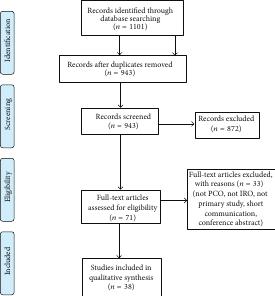 Identification
Records identified through
database searching
(n = 1101)
Records after duplicates removed
(n = 943)
Screening
Records screened
(n = 943)
Records excluded
(n = 872)
Eligibility
Full-text articles
assessed for eligibility
(n = 71)
Full-text articles excluded,
with reasons (n = 33)
(not PCO, not IRO, not
primary study, short
communication,
conference abstract)
Included
Studies included in
qualitative synthesis
(n = 38)